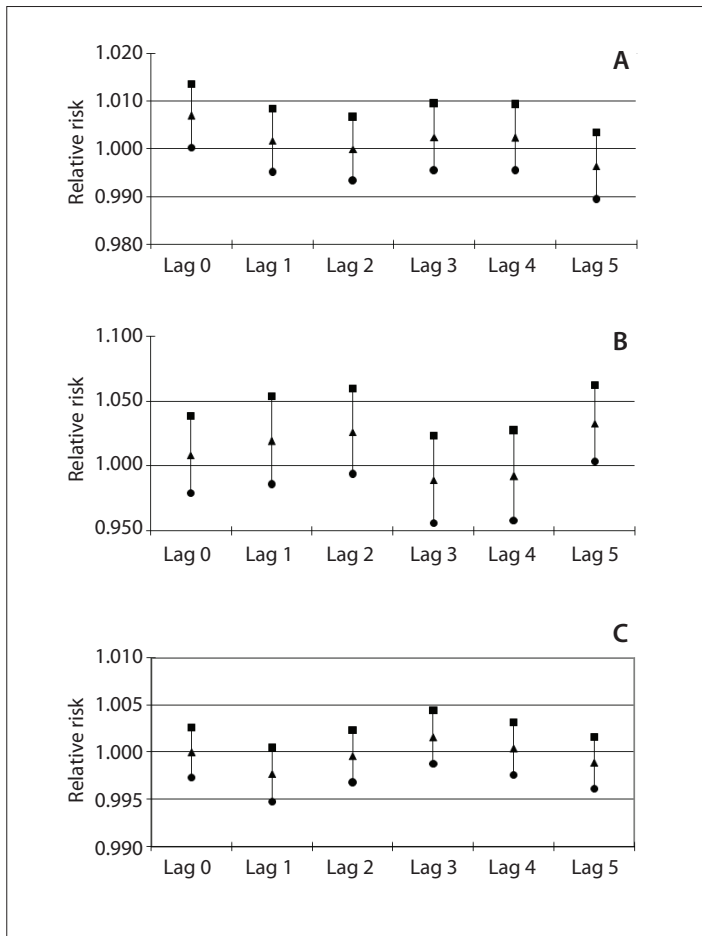 A
Relative risk
1.020
1.010
1.000
0.990
0.980
Lag 0 Lag 1 Lag 2 Lag 3 Lag 4 Lag 5
B
Relative risk
1.100
1.050
1.000
0.950
Lag 0 Lag 1 Lag 2 Lag 3 Lag 4 Lag 5
C
Relative risk
1.010
1.005
1.000
0.995
0.990
Lag 0 Lag 1 Lag 2 Lag 3 Lag 4 Lag 5